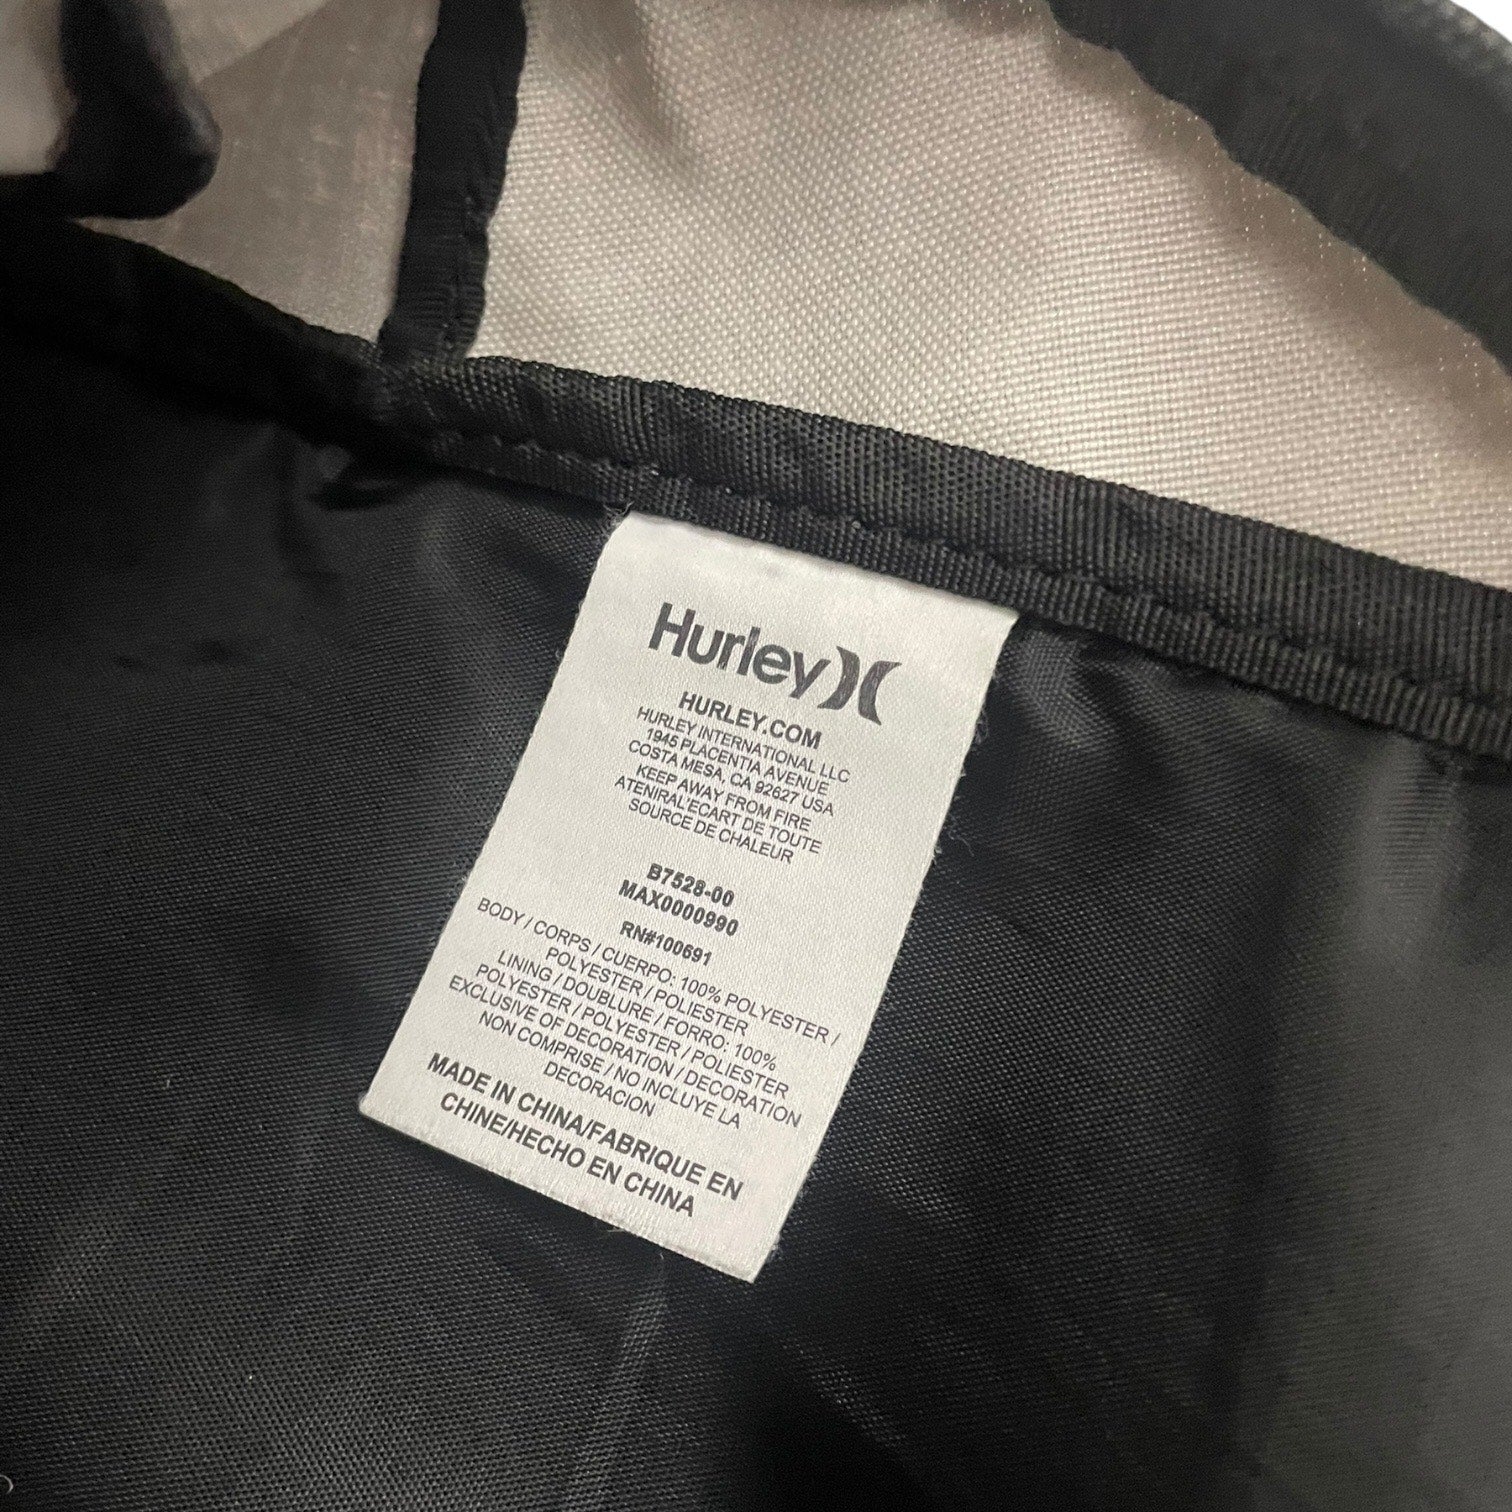 Hurley
HURLEY.COM
HURLEY INTERNATIONAL LLC
1945 PLACENTIA AVENUE
COSTA MESA, CA 92627 USA
KEEP AWAY FROM FIRE
ATENIRAL'ECART DE TOUTE
SOURCE DE CHALEUR
B7528-00
MAX0000990
RN#100691
BODY / CORPS / CUERPO: 100% POLYESTER /
POLYESTER / POLIESTER
LINING / DOUBLURE / FORRO: 100%
POLYESTER / POLYESTER / POLIESTER
EXCLUSIVE OF DECORATION / DECORATION
NON COMPRISE / NO INCLUYE LA
DECORACION
MADE IN CHINA/FABRIQUE EN
CHINE/HECHO EN CHINA